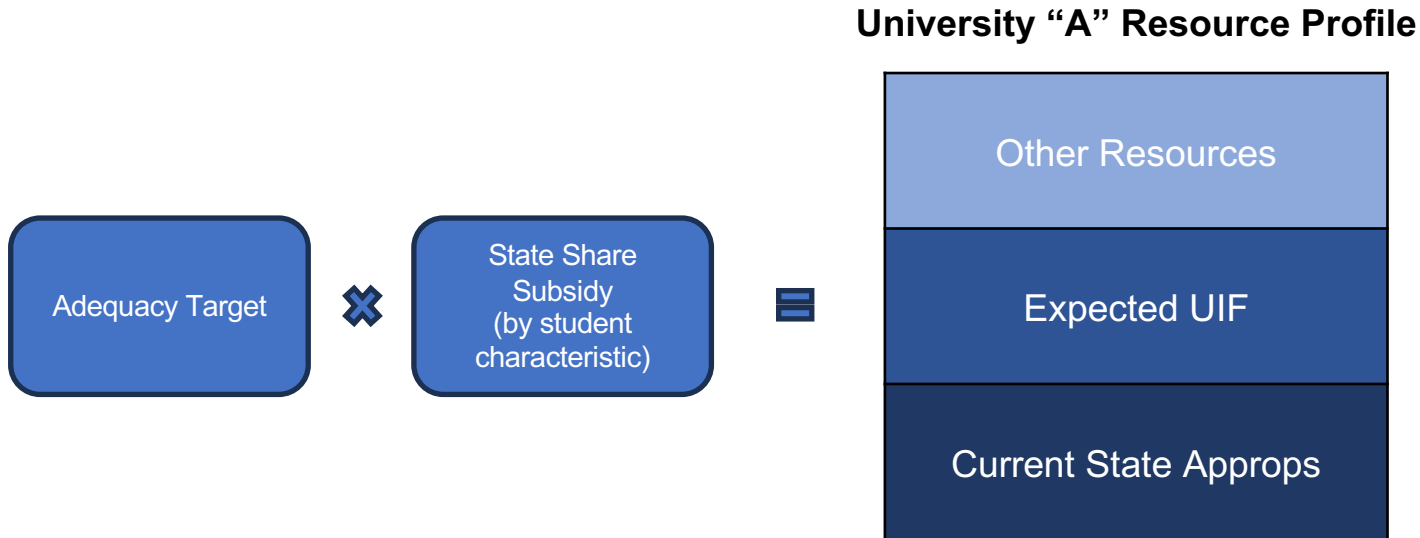 University “A” Resource Profile
Adequacy Target
State Share
Subsidy
(by student
characteristic)
Other Resources
Expected UIF
Current State Approps